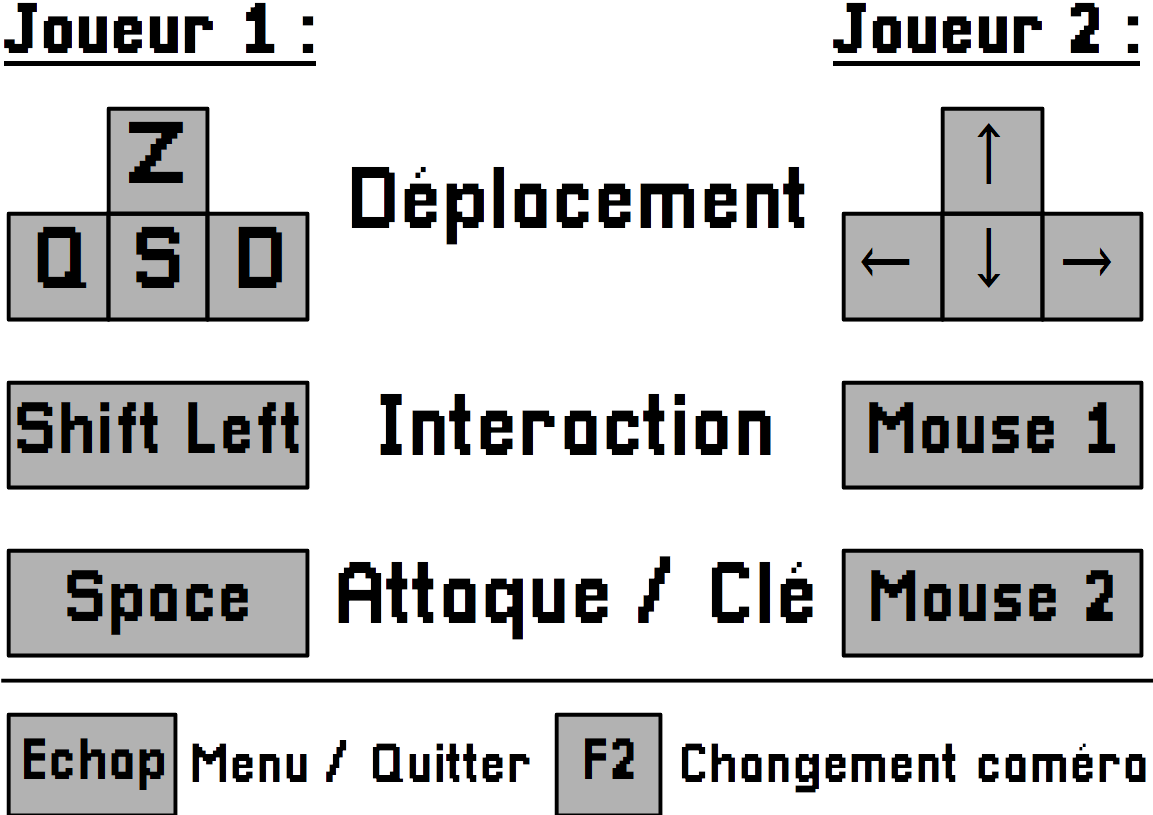 Joueur 1 : Joueur 2 :
Z ↑
Déplacement
Q S D ← ↓ →
Shift Left Interaction Mouse 1
Space Attaque / Clé Mouse 2
Echap Menu / Quitter F2 Changement caméra